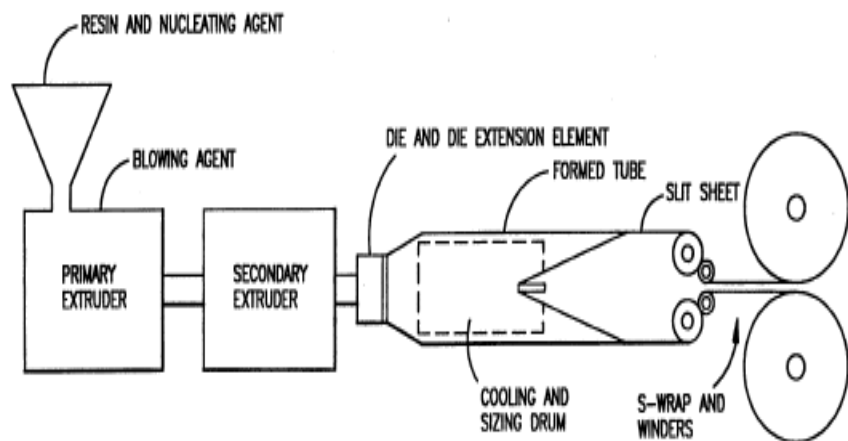 RESIN AND NUCLEATING AGENT
BLOWING AGENT
DIE AND DIE EXTENSION ELEMENT
FORMED TUBE
SLIT SHEET
PRIMARY
EXTRUDER
SECONDARY
EXTRUDER
COOLING AND
SIZING DRUM
S-WRAP AND
WINDERS